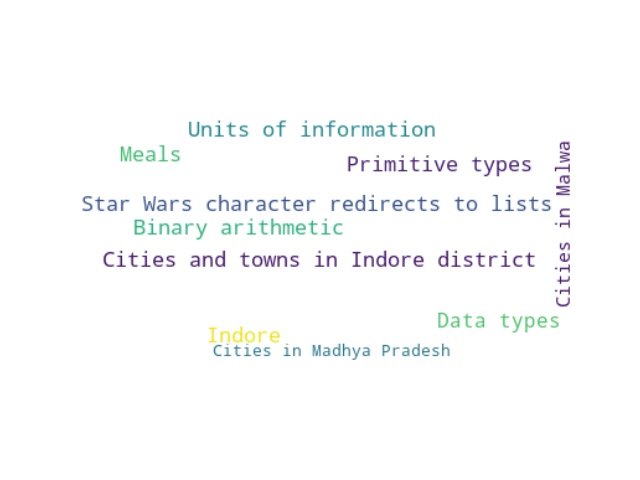 Units of information
Meals
Primitive types
Star Wars character redirects to lists
Binary arithmetic
Cities and towns in Indore district
Cities in Malwa
Data types
Indore
Cities in Madhya Pradesh